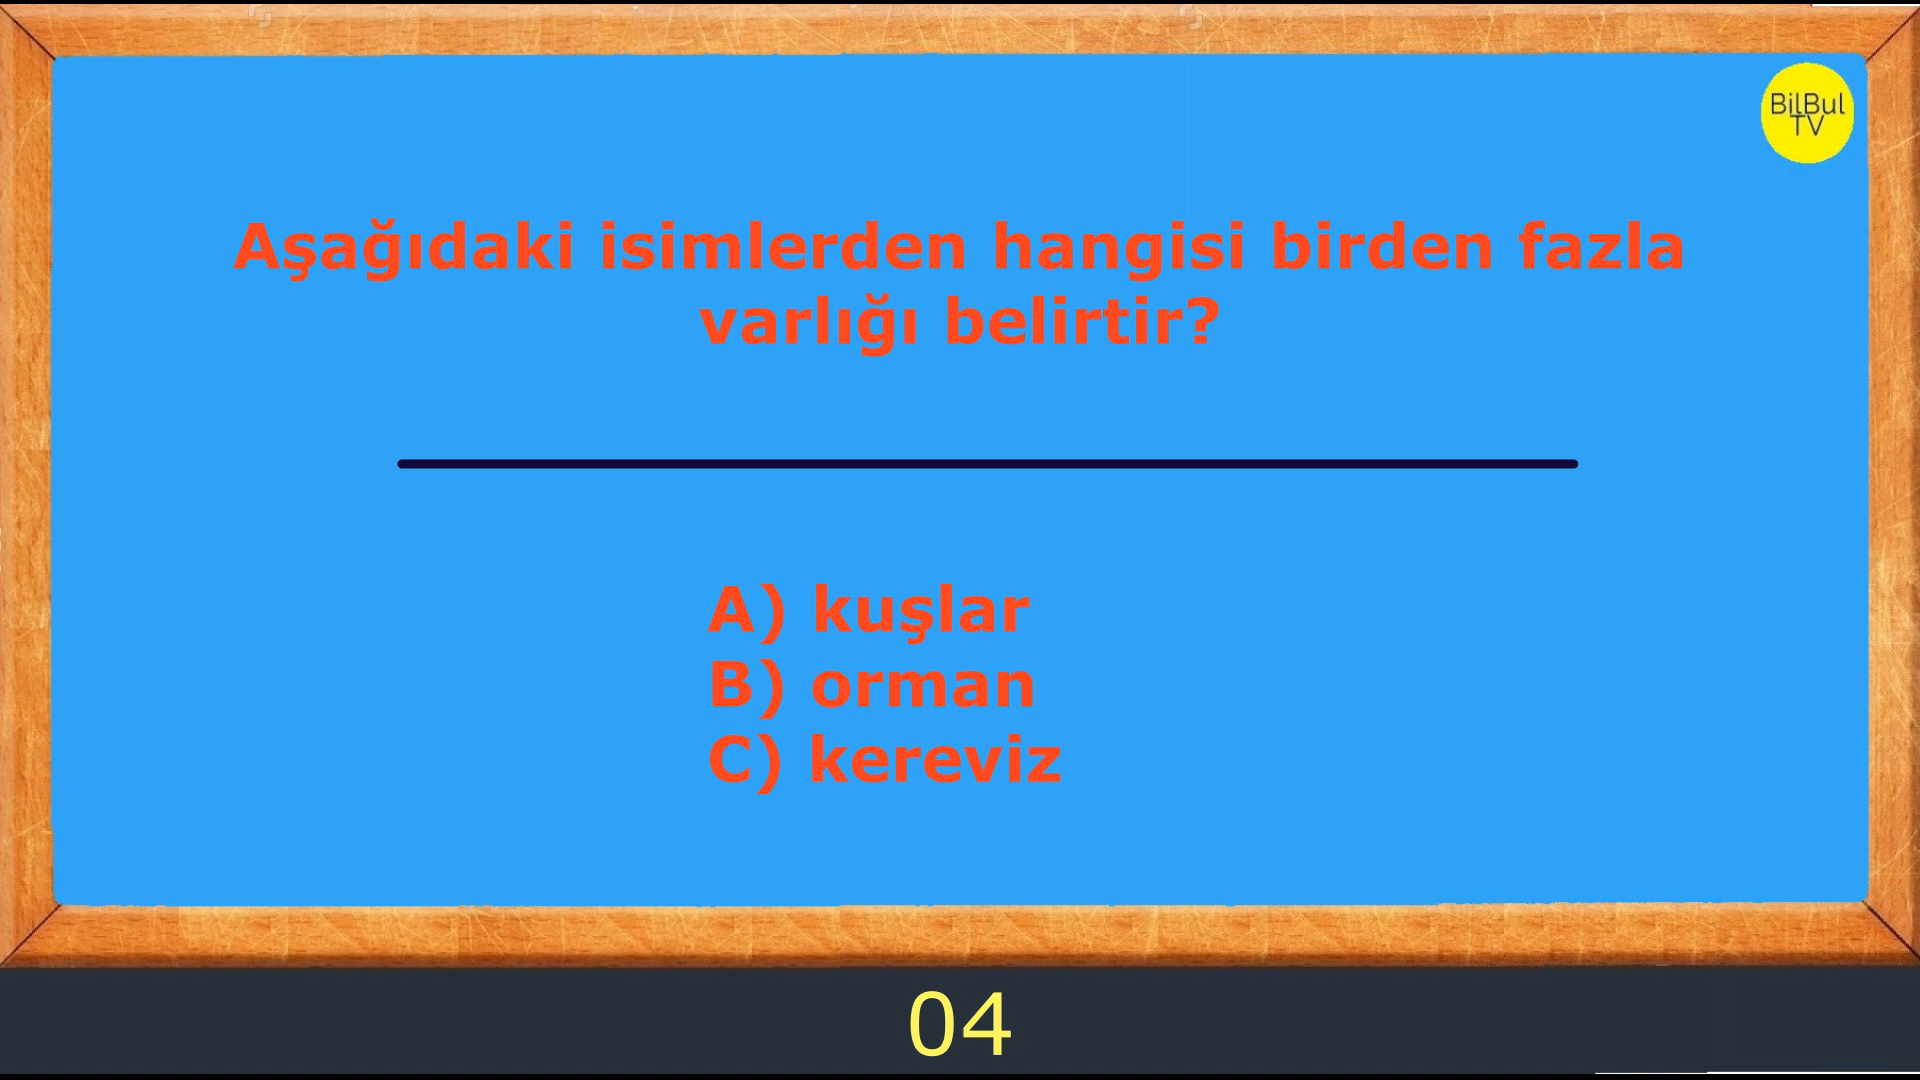 BilBul
TV
Aşağıdaki isimlerden hangisi birden fazla
varlığı belirtir?
A) kuşlar
B) orman
C) kereviz
04